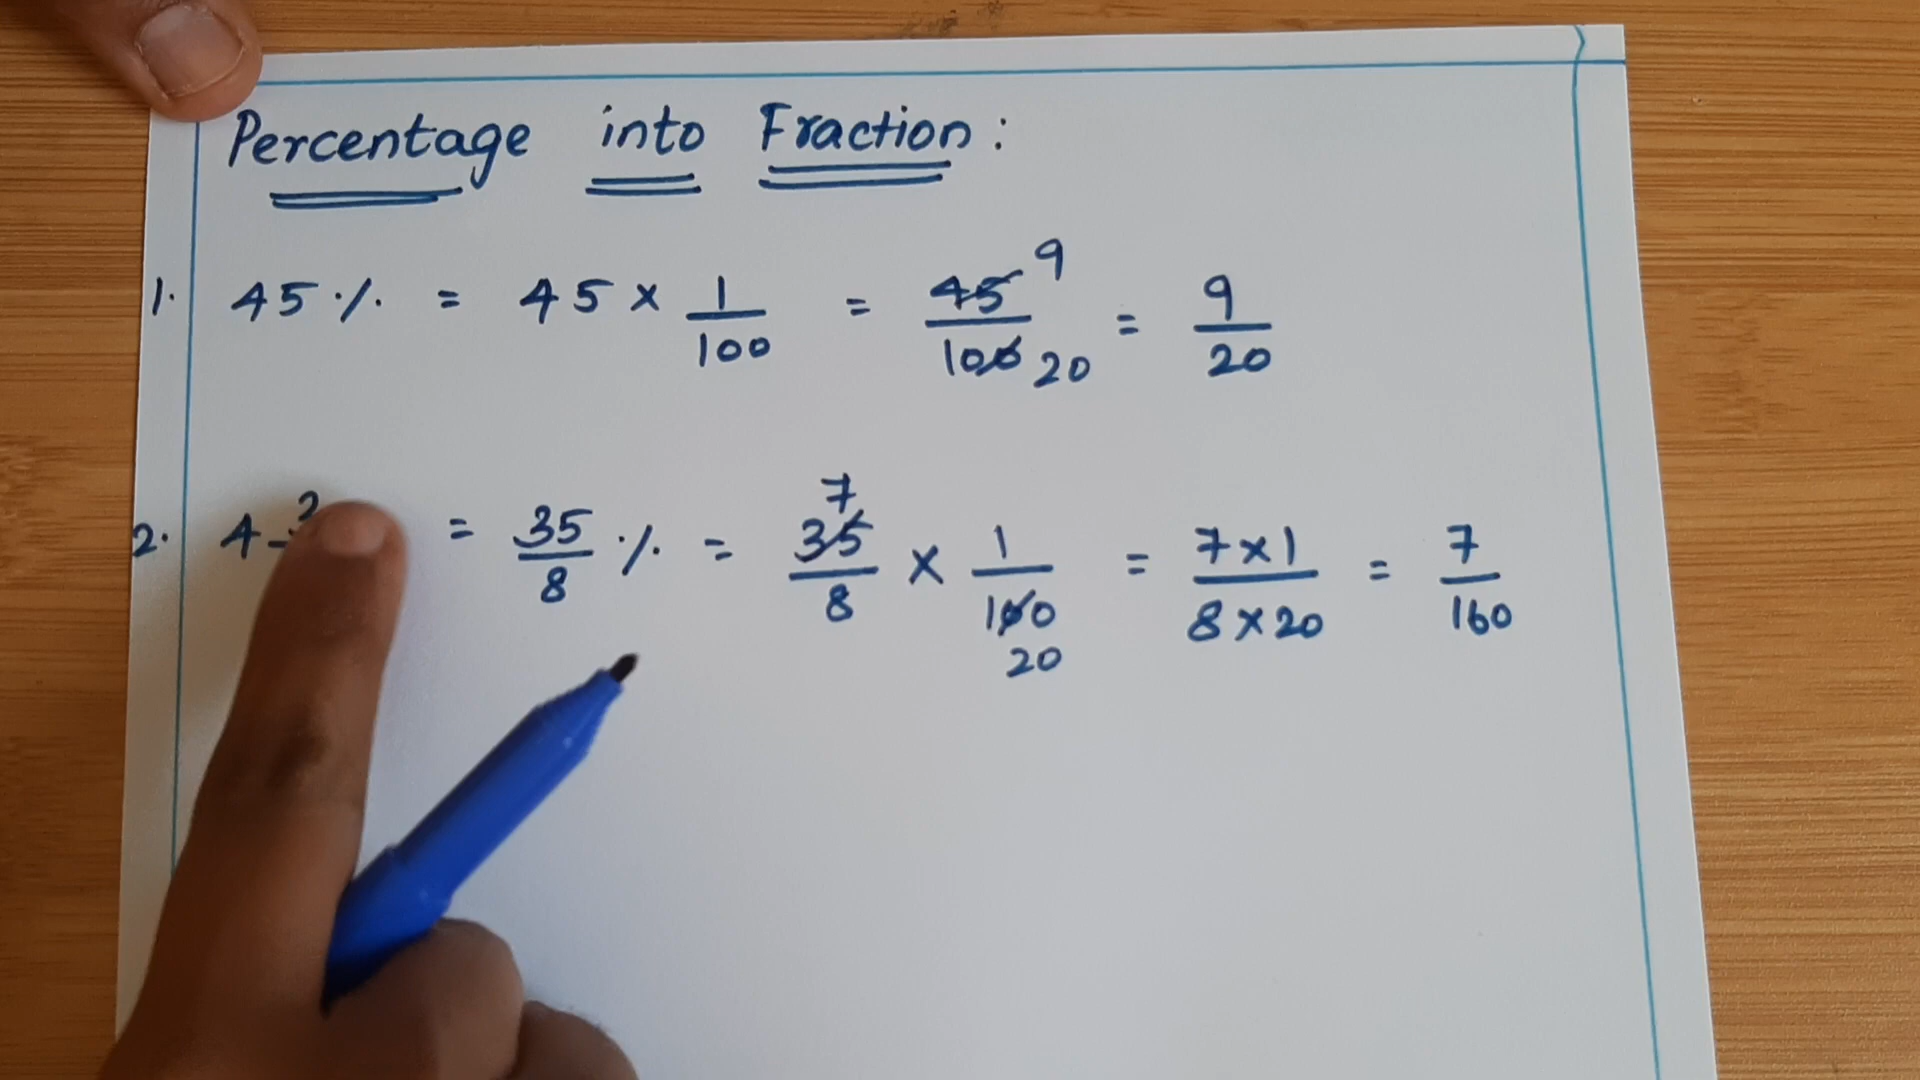 Percentage into Fraction:
1. 45% = 45 × 1/100 = 45/100 9 20 = 9/20
2. 4 3 = 35/8 % = 7 35/8 × 1/100 20 = 7×1/8×20 = 7/160